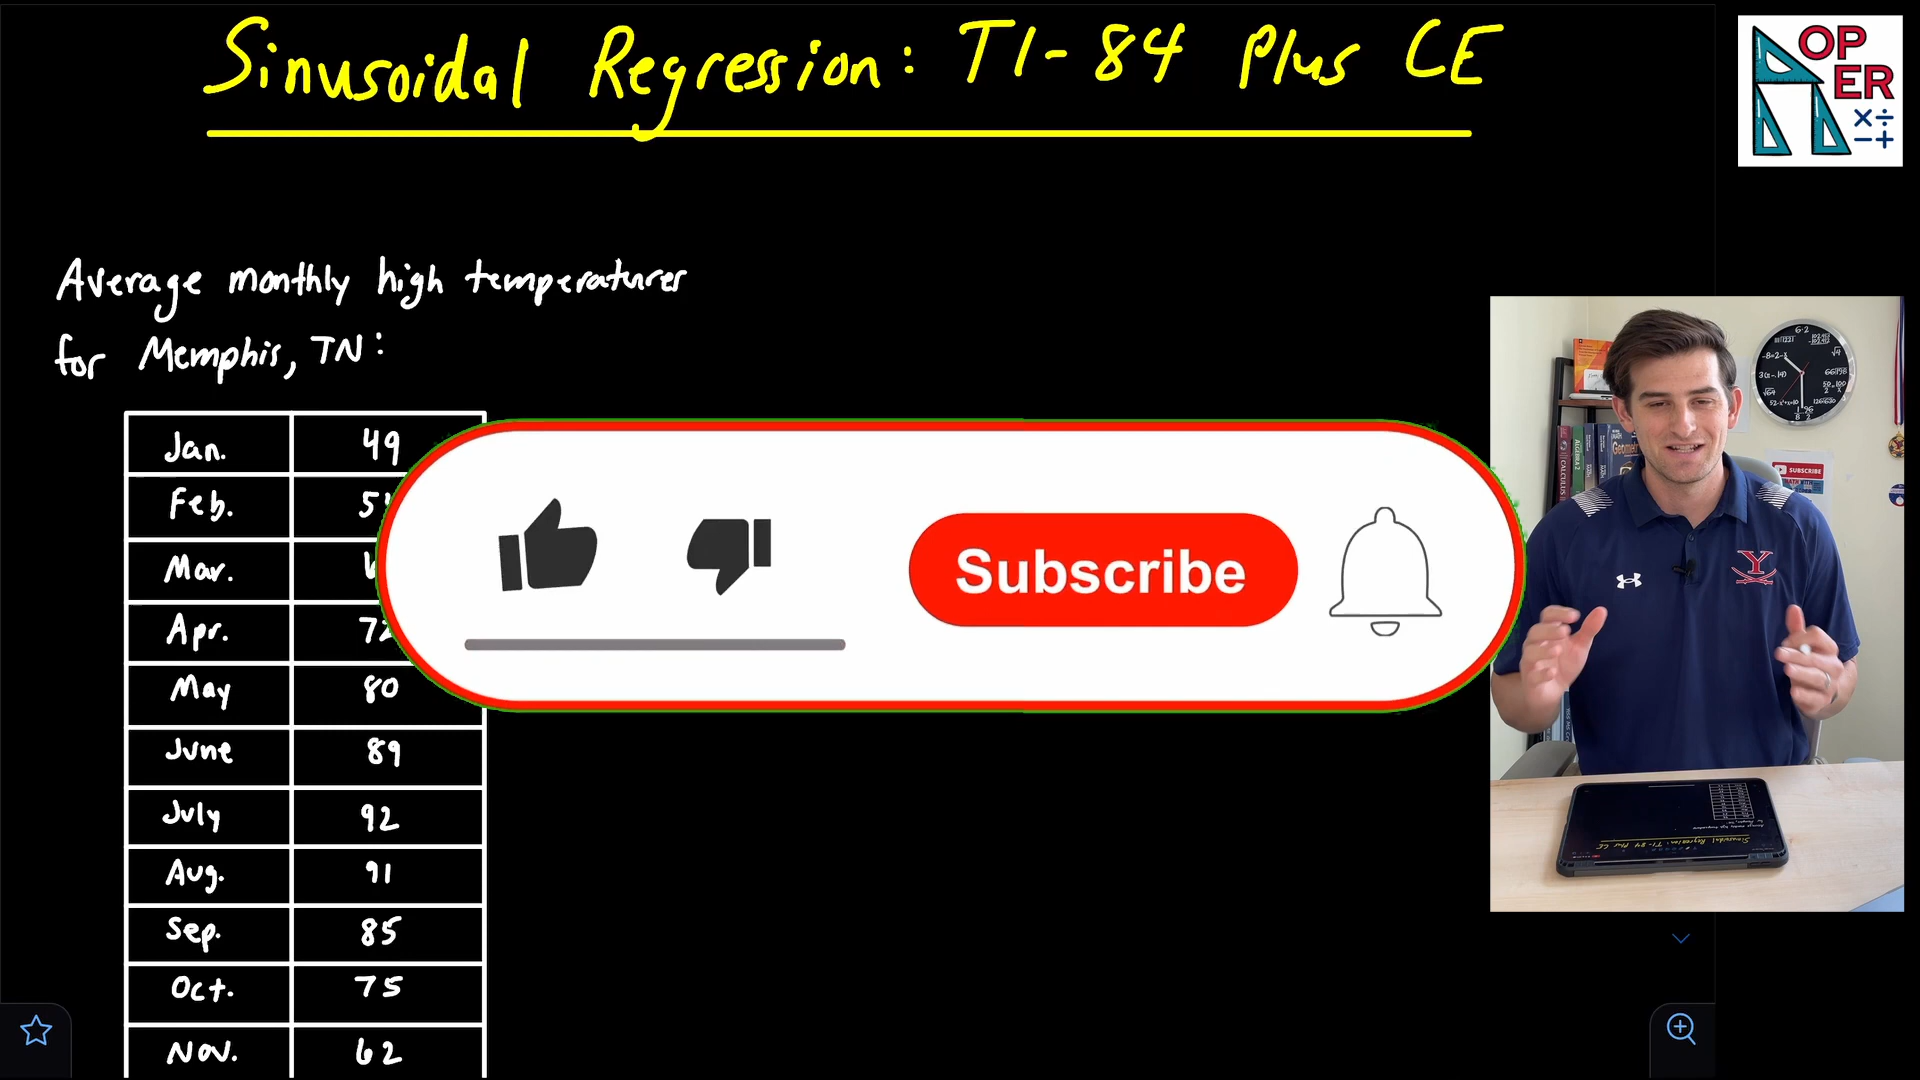 Sinusoidal Regression: TI-84 Plus CE
OP
ER
×÷
−+
Average monthly high temperatures
for Memphis, TN:
Jan. 49
Feb.
Mar.
Apr.
May 80
June 89
July 92
Aug. 91
Sep. 85
Oct. 75
Nov. 62
Subscribe
SUBSCRIBE
Y